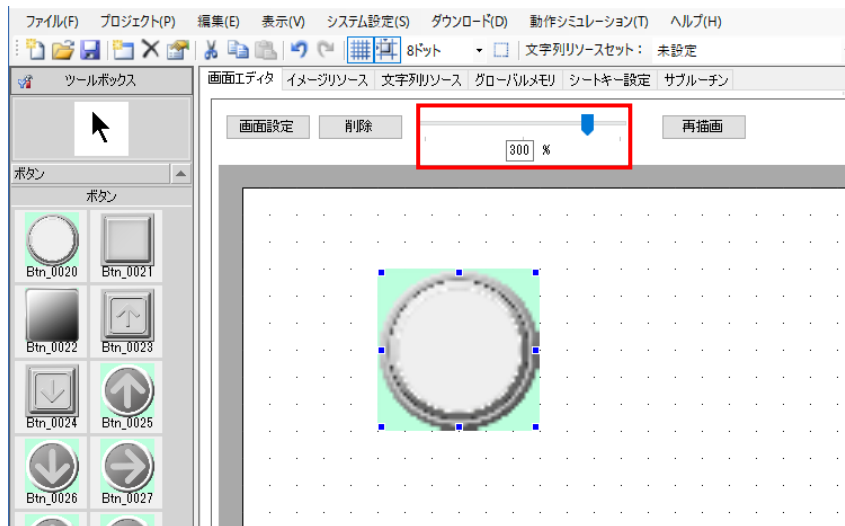 ファイル(F) プロジェクト(P) 編集(E) 表示(V) システム設定(S) ダウンロード(D) 動作シミュレーション(T) ヘルプ(H)
8ドット 文字列リソースセット： 未設定
ツールボックス
画面エディタ イメージリソース 文字列リソース グローバルメモリ シートキー設定 サブルーチン
画面設定 削除 再描画
300 %
ボタン
ボタン
Btn_0020 Btn_0021
Btn_0022 Btn_0023
Btn_0024 Btn_0025
Btn_0026 Btn_0027